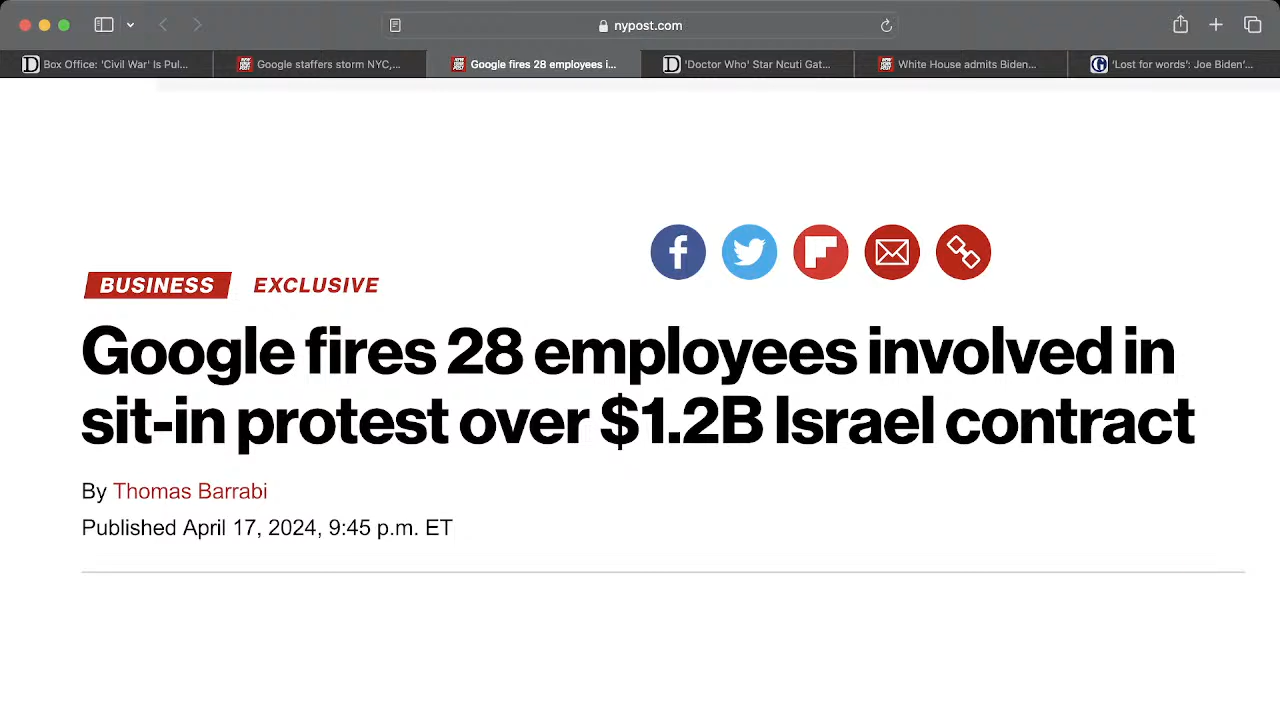 nypost.com
Box Office: 'Civil War' Is Pul...
Google staffers storm NYC,...
Google fires 28 employees i...
'Doctor Who' Star Ncuti Gat...
White House admits Biden...
'Lost for words': Joe Biden'...
BUSINESS EXCLUSIVE
Google fires 28 employees involved in
sit-in protest over $1.2B Israel contract
By Thomas Barrabi
Published April 17, 2024, 9:45 p.m. ET